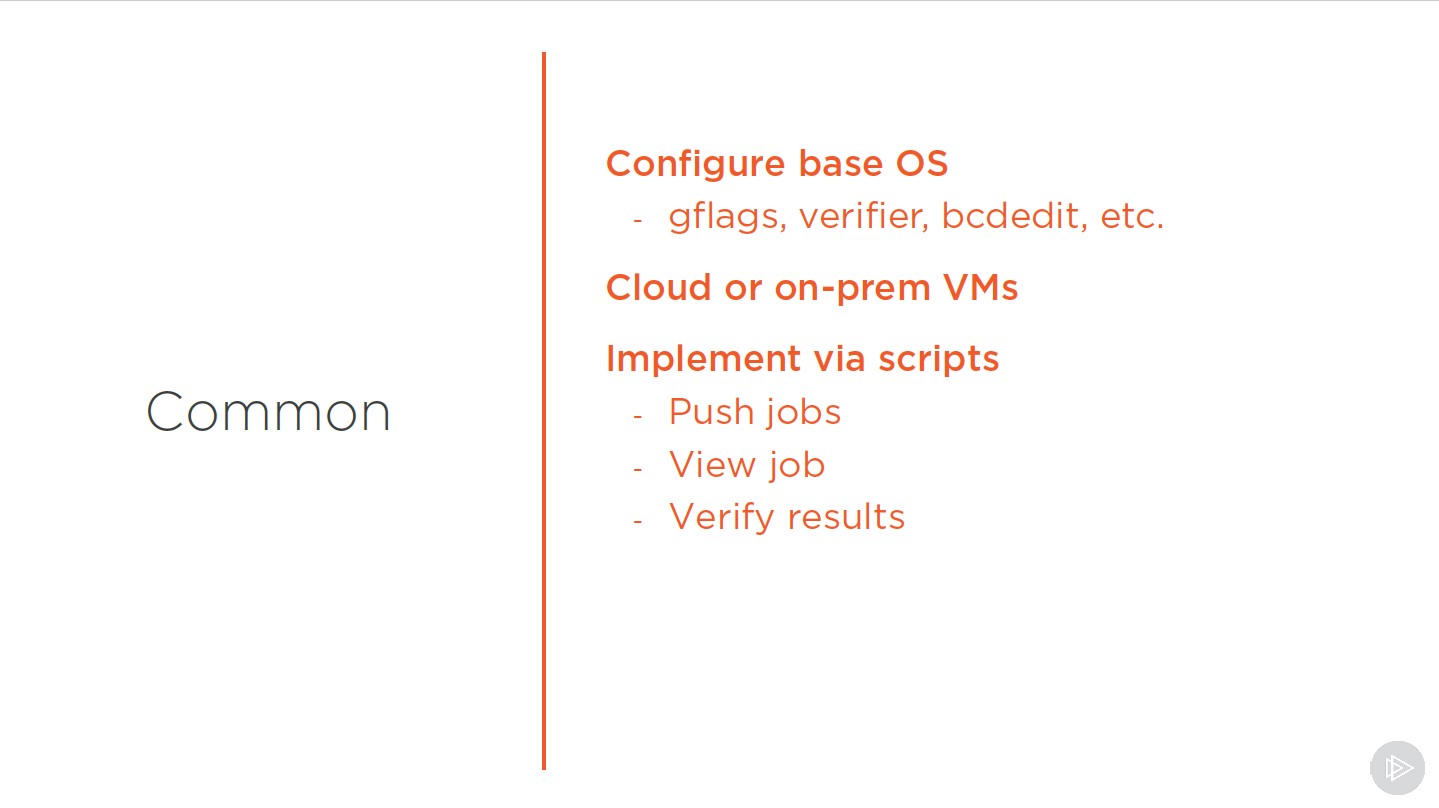 Common
Configure base OS
- gflags, verifier, bcdedit, etc.
Cloud or on-prem VMs
Implement via scripts
- Push jobs
- View job
- Verify results